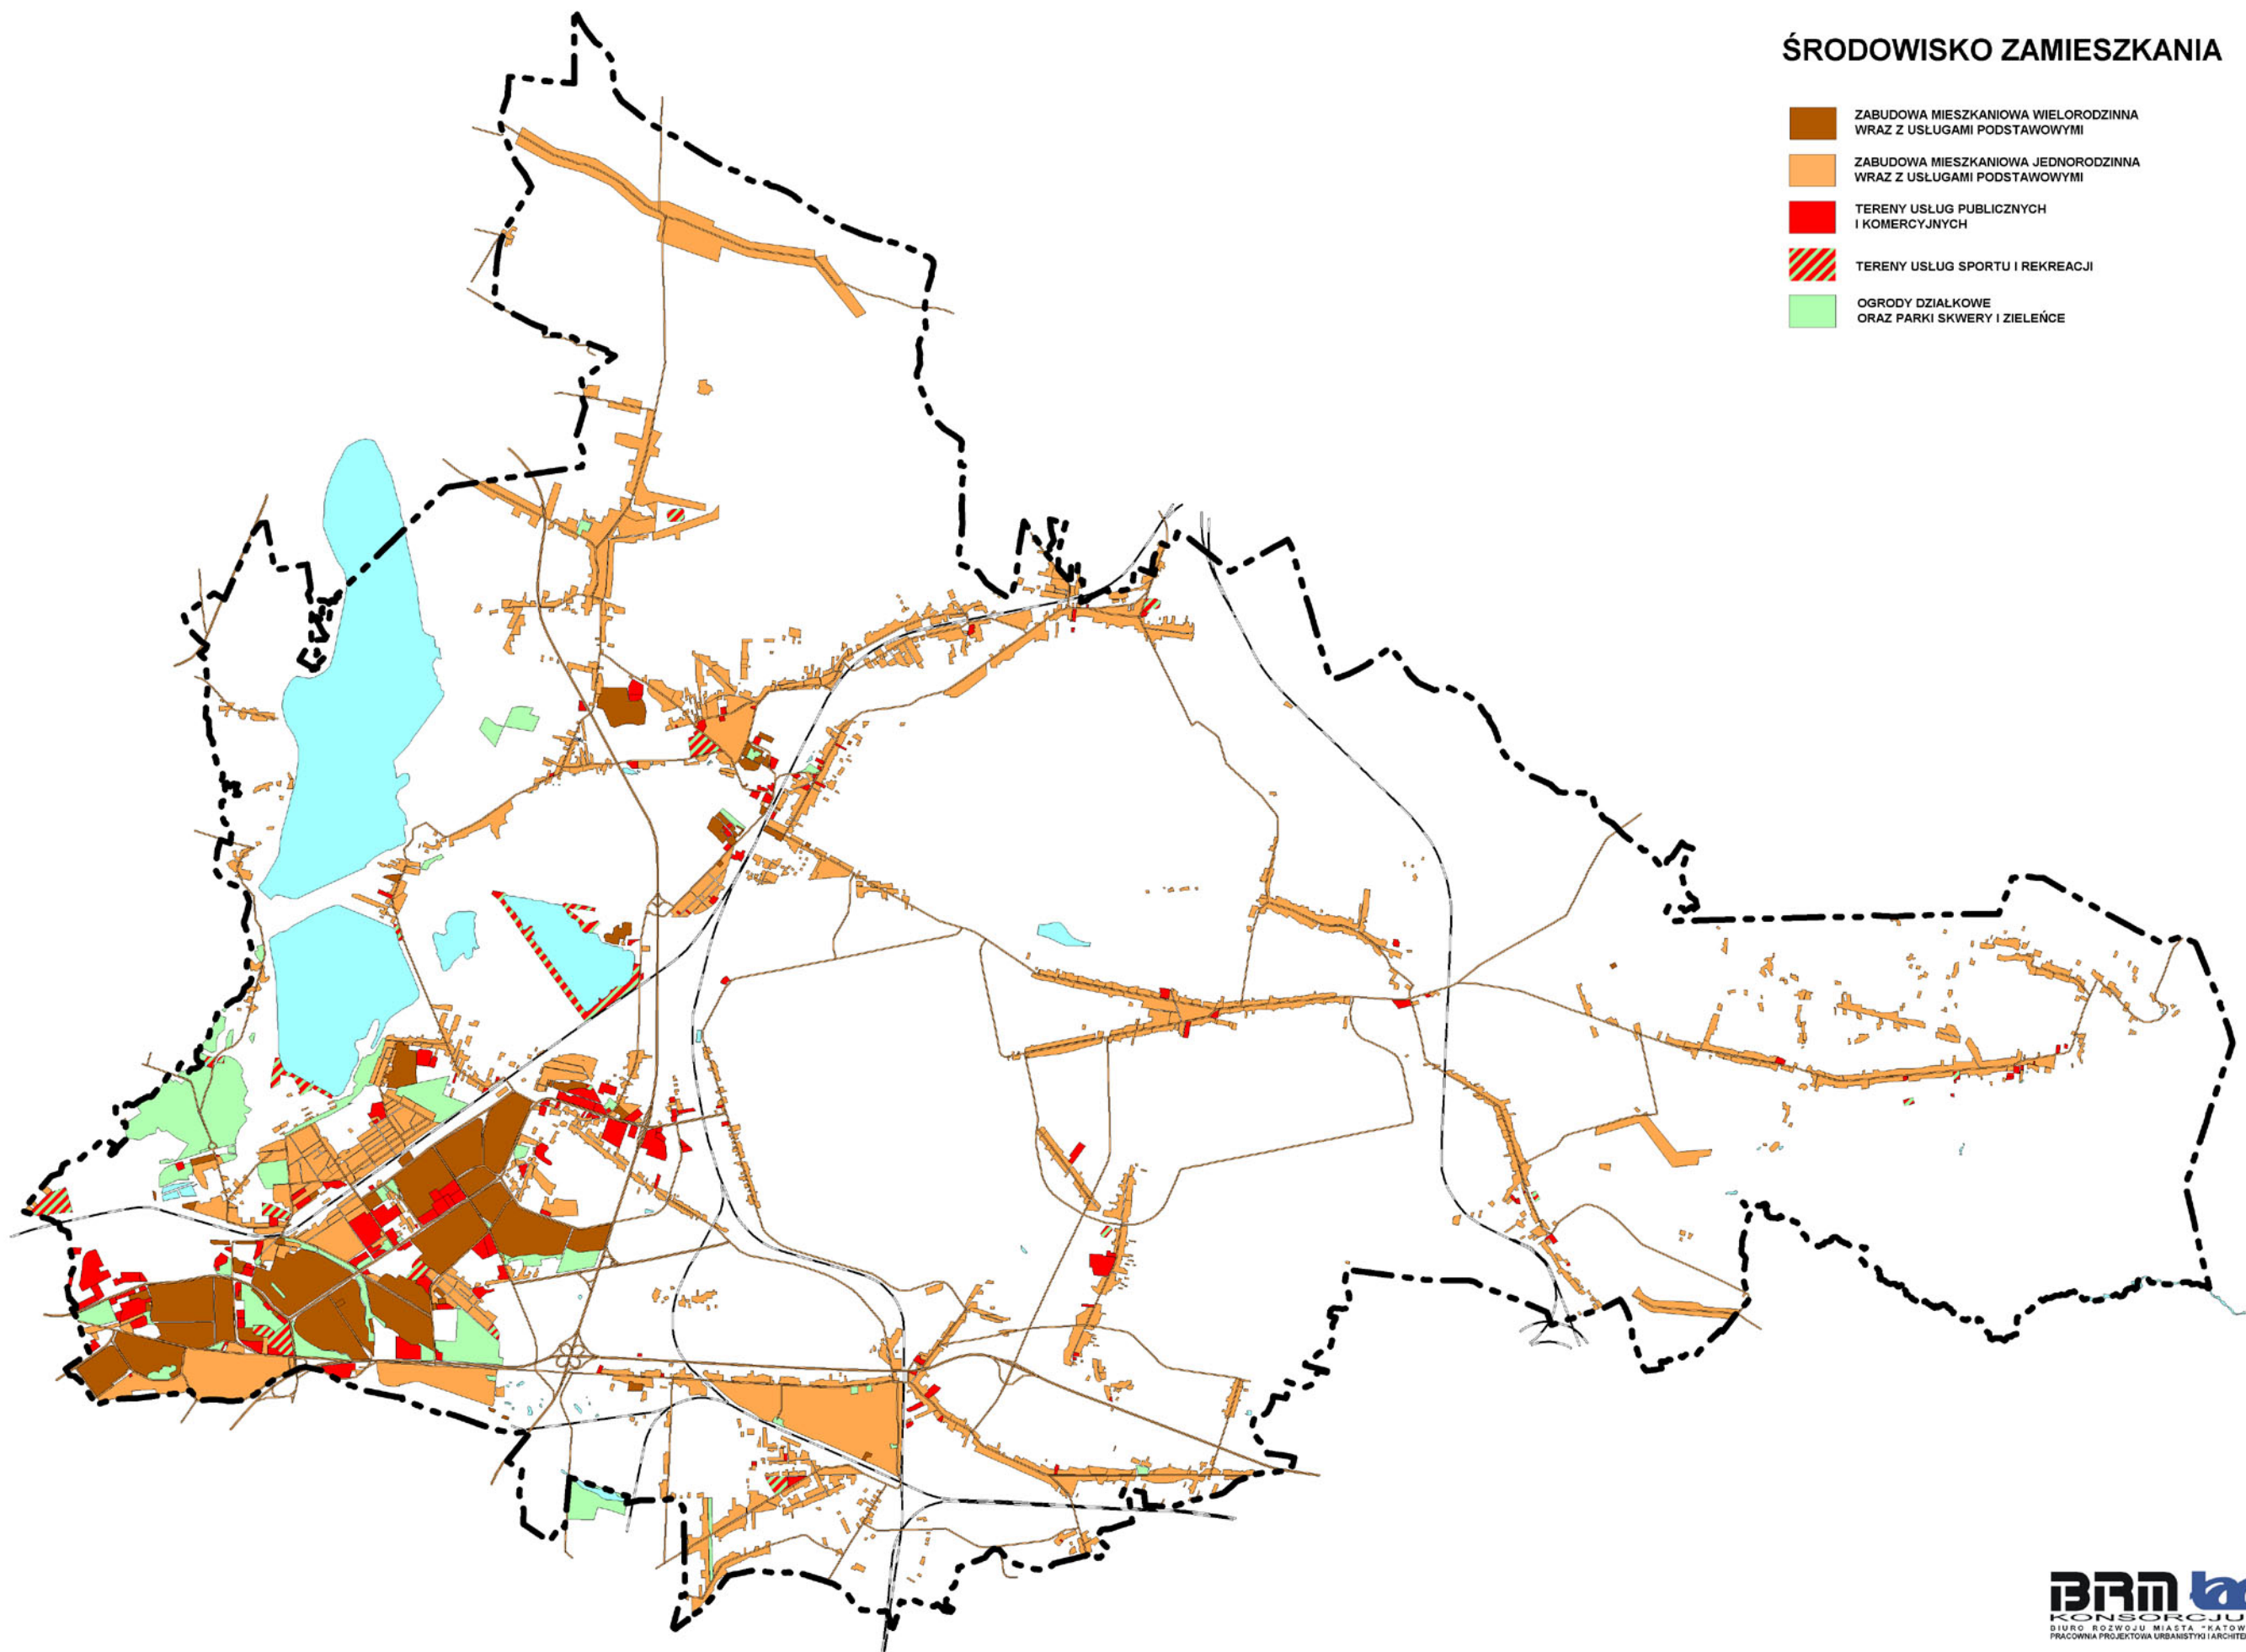 ŚRODOWISKO ZAMIESZKANIA
ZABUDOWA MIESZKANIOWA WIELORODZINNA
WRAZ Z USŁUGAMI PODSTAWOWYMI
ZABUDOWA MIESZKANIOWA JEDNORODZINNA
WRAZ Z USŁUGAMI PODSTAWOWYMI
TERENY USŁUG PUBLICZNYCH
I KOMERCYJNYCH
TERENY USŁUG SPORTU I REKREACJI
OGRODY DZIAŁKOWE
ORAZ PARKI SKWERY I ZIELEŃCE
BRM
KONSORCJU
BIURO ROZWOJU MIASTA "KATOW
PRACOWNIA PROJEKTOWA URBANISTYKI I ARCHITE